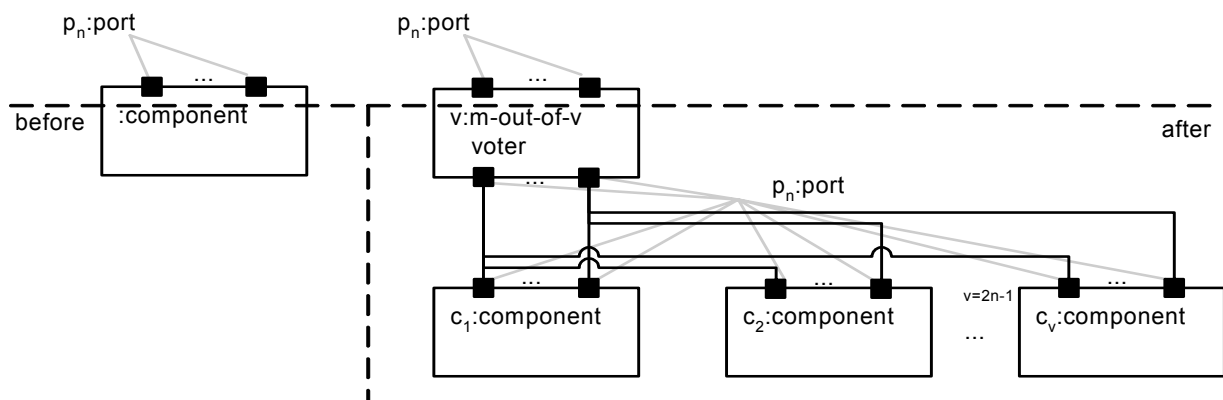 pₙ:port
...
before
:component
pₙ:port
...
v:m-out-of-v
voter
after
...
pₙ:port
...
c₁:component
...
c₂:component
v=2n-1
...
...
cᵥ:component